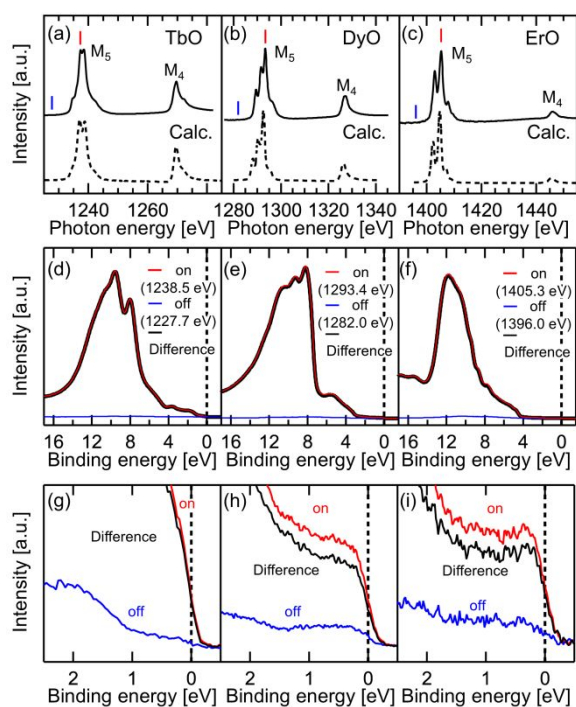 (a) TbO
M5
M4
Calc.
(b) DyO
M5
M4
Calc.
(c) ErO
M5
M4
Calc.
Intensity [a.u.]
1240 1260
Photon energy [eV]
1280 1300 1320 1340
Photon energy [eV]
1400 1420 1440
Photon energy [eV]
(d)
on
(1238.5 eV)
off
(1227.7 eV)
Difference
(e)
on
(1293.4 eV)
off
(1282.0 eV)
Difference
(f)
on
(1405.3 eV)
off
(1396.0 eV)
Difference
Intensity [a.u.]
16 12 8 4 0
Binding energy [eV]
16 12 8 4 0
Binding energy [eV]
16 12 8 4 0
Binding energy [eV]
(g)
on
Difference
off
(h)
on
Difference
off
(i)
on
Difference
off
Intensity [a.u.]
2 1 0
Binding energy [eV]
2 1 0
Binding energy [eV]
2 1 0
Binding energy [eV]